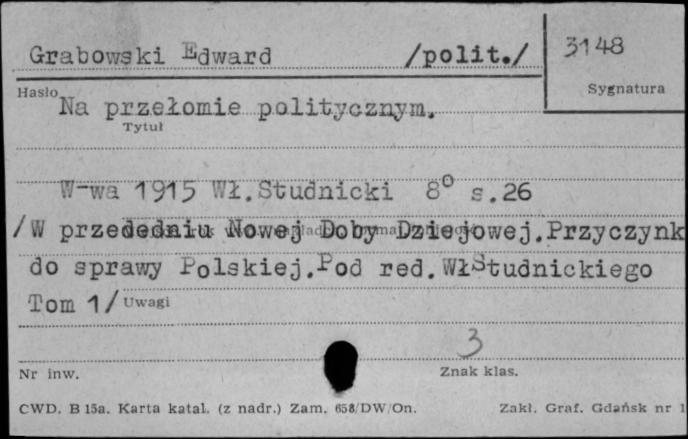 Grabowski Edward /polit./ 3148
Hasło Sygnatura
Na przełomie politycznym.
Tytuł
W-wa 1915 Wł.Studnicki 8° s.26
/W przededniu Nowej Doby Dziejowej.Przyczynk
do sprawy Polskiej.Pod red.WłStudnickiego
Tom 1/ Uwagi
3
Nr inw. Znak klas.
CWD. B 15a. Karta katal. (z nadr.) Zam. 658/DW/On. Zakł. Graf. Gdańsk nr 1